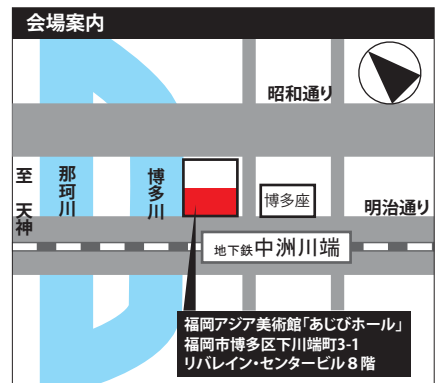 会場案内
昭和通り
至 天神
那珂川
博多川
博多座
明治通り
地下鉄中洲川端
福岡アジア美術館「あじびホール」
福岡市博多区下川端町3-1
リバレイン・センタービル8階